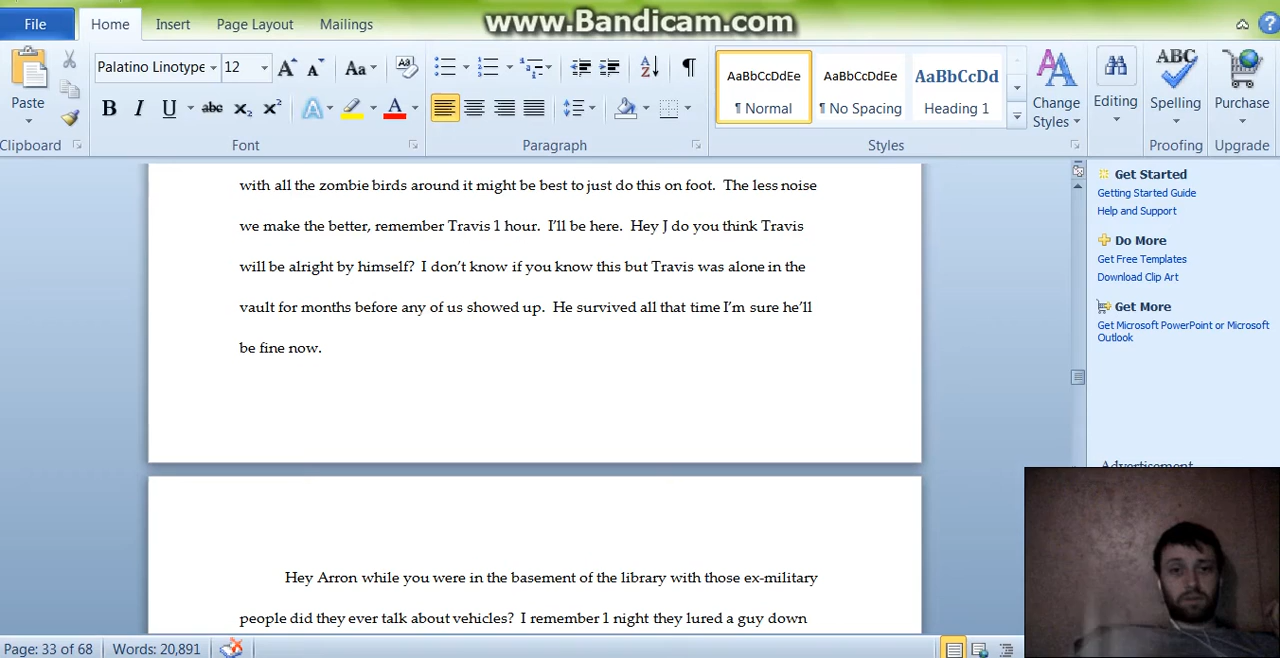 www.Bandicam.com
File Home Insert Page Layout Mailings
Palatino Linotype 12 Aa
AaBbCcDdEe AaBbCcDdEe AaBbCcDd
ABC
Paste
B I U abc X₂ X² A A
¶ Normal ¶ No Spacing Heading 1
Change Styles
Editing Spelling Purchase
Clipboard Font Paragraph Styles Proofing Upgrade
with all the zombie birds around it might be best to just do this on foot.  The less noise
we make the better, remember Travis 1 hour.  I'll be here.  Hey J do you think Travis
will be alright by himself?  I don't know if you know this but Travis was alone in the
vault for months before any of us showed up.  He survived all that time I'm sure he'll
be fine now.
Hey Arron while you were in the basement of the library with those ex-military
people did they ever talk about vehicles?  I remember 1 night they lured a guy down
Get Started
Getting Started Guide
Help and Support
Do More
Get Free Templates
Download Clip Art
Get More
Get Microsoft PowerPoint or Microsoft
Outlook
Advertisement
Page: 33 of 68 Words: 20,891